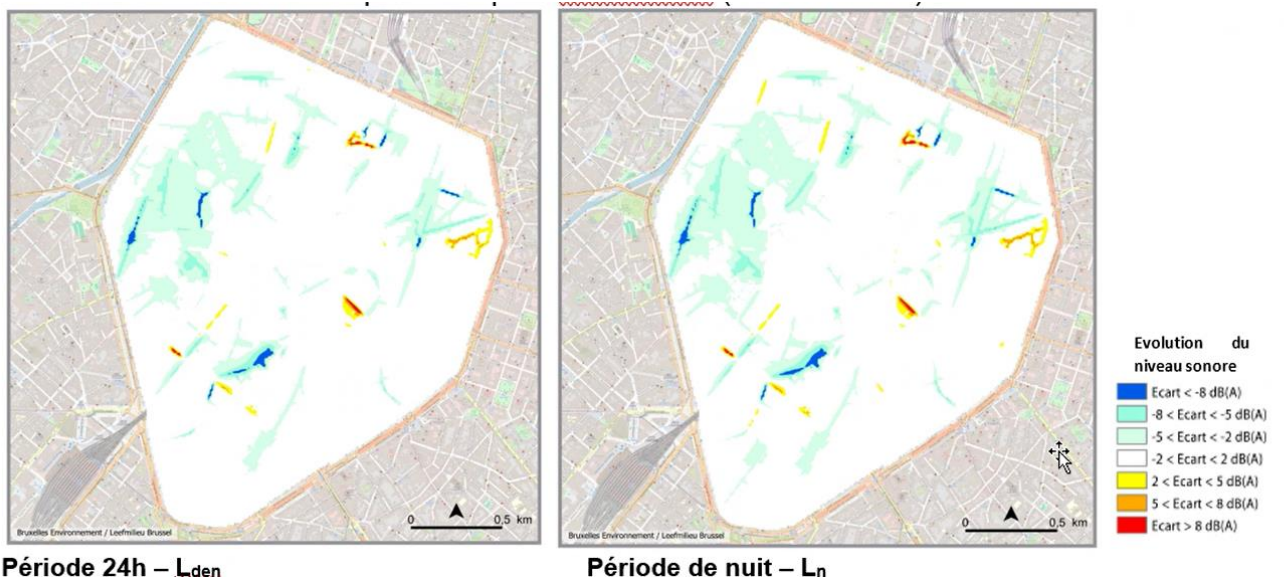 Bruxelles Environnement / Leefmilieu Brussel
0 0,5 km
Bruxelles Environnement / Leefmilieu Brussel
0 0,5 km
Evolution du
niveau sonore
Ecart < -8 dB(A)
-8 < Ecart < -5 dB(A)
-5 < Ecart < -2 dB(A)
-2 < Ecart < 2 dB(A)
2 < Ecart < 5 dB(A)
5 < Ecart < 8 dB(A)
Ecart > 8 dB(A)
Période 24h – Lden
Période de nuit – Ln